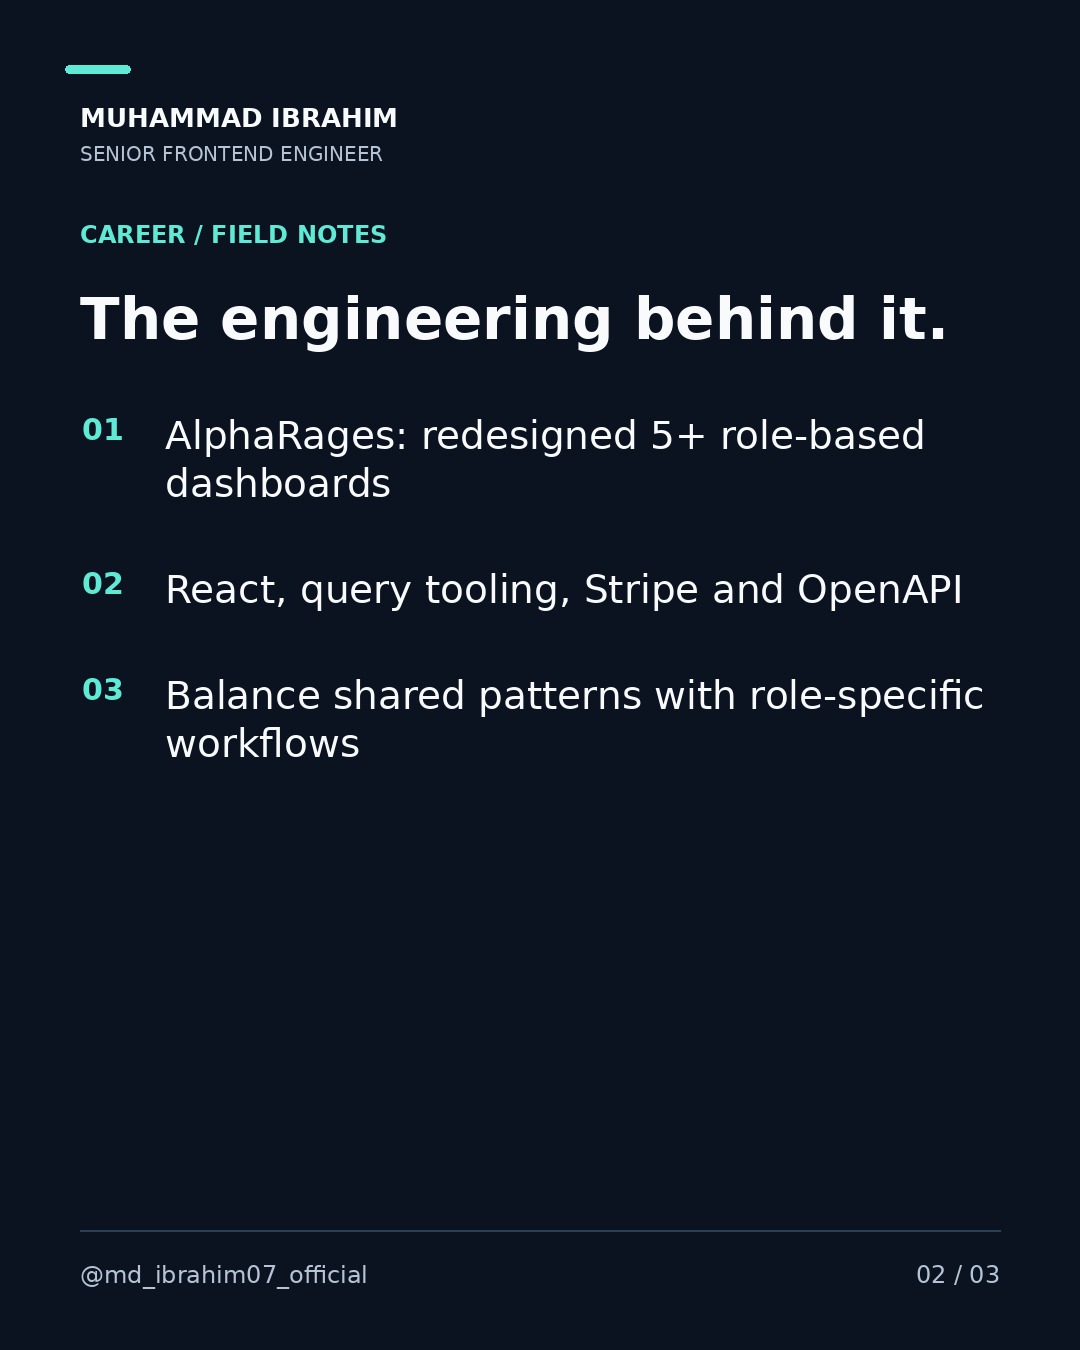 MUHAMMAD IBRAHIM
SENIOR FRONTEND ENGINEER
CAREER / FIELD NOTES
The engineering behind it.
01 AlphaRages: redesigned 5+ role-based
dashboards
02 React, query tooling, Stripe and OpenAPI
03 Balance shared patterns with role-specific
workflows
@md_ibrahim07_official 02 / 03